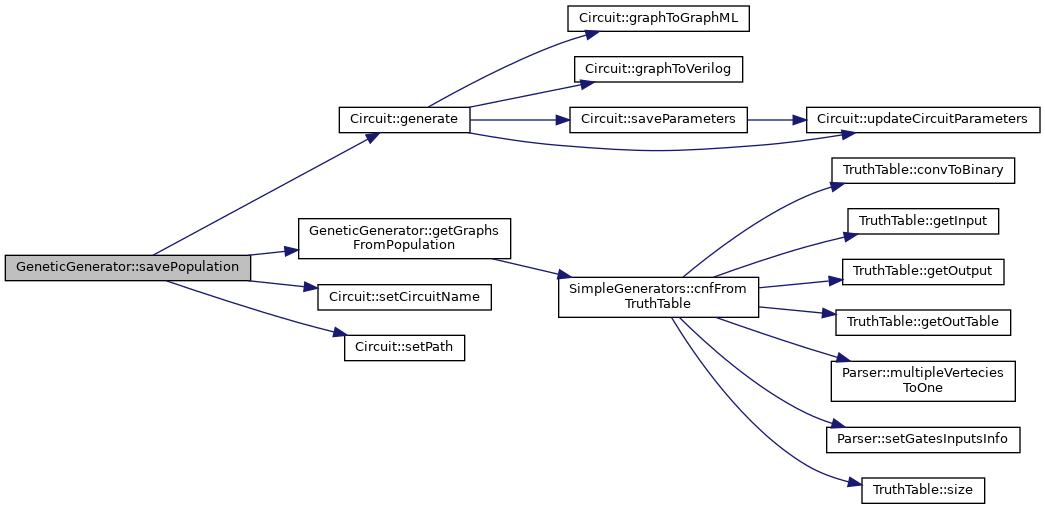 Circuit::graphToGraphML
Circuit::graphToVerilog
Circuit::generate
Circuit::saveParameters
Circuit::updateCircuitParameters
TruthTable::convToBinary
TruthTable::getInput
GeneticGenerator::getGraphs
FromPopulation
GeneticGenerator::savePopulation
TruthTable::getOutput
SimpleGenerators::cnfFrom
TruthTable
Circuit::setCircuitName
TruthTable::getOutTable
Circuit::setPath
Parser::multipleVertecies
ToOne
Parser::setGatesInputsInfo
TruthTable::size